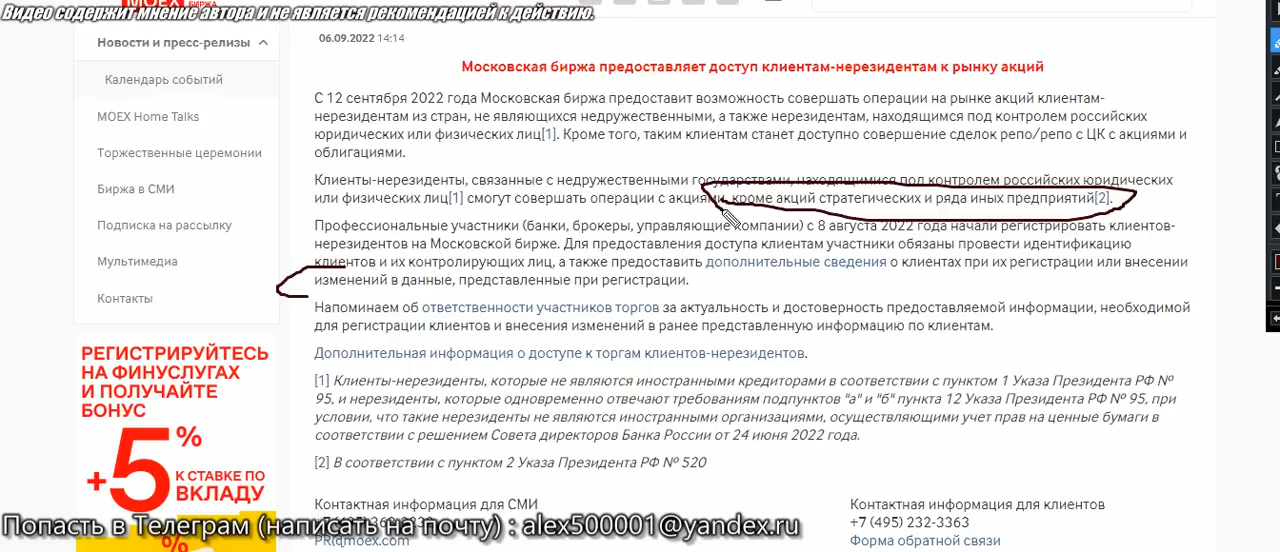 MOEX БИРЖА
Видео содержит мнение автора и не является рекомендацией к действию.
Новости и пресс-релизы
Календарь событий
MOEX Home Talks
Торжественные церемонии
Биржа в СМИ
Подписка на рассылку
Мультимедиа
Контакты
РЕГИСТРИРУЙТЕСЬ
НА ФИНУСЛУГАХ
И ПОЛУЧАЙТЕ
БОНУС
+5%
К СТАВКЕ ПО
ВКЛАДУ
%
06.09.2022 14:14
Московская биржа предоставляет доступ клиентам-нерезидентам к рынку акций
С 12 сентября 2022 года Московская биржа предоставит возможность совершать операции на рынке акций клиентам-
нерезидентам из стран, не являющихся недружественными, а также нерезидентам, находящимся под контролем российских
юридических или физических лиц[1]. Кроме того, таким клиентам станет доступно совершение сделок репо/репо с ЦК с акциями и
облигациями.
Клиенты-нерезиденты, связанные с недружественными государствами, находящимися под контролем российских юридических
или физических лиц[1] смогут совершать операции с акциями, кроме акций стратегических и ряда иных предприятий[2].
Профессиональные участники (банки, брокеры, управляющие компании) с 8 августа 2022 года начали регистрировать клиентов-
нерезидентов на Московской бирже. Для предоставления доступа клиентам участники обязаны провести идентификацию
клиентов и их контролирующих лиц, а также предоставить дополнительные сведения о клиентах при их регистрации или внесении
изменений в данные, представленные при регистрации.
Напоминаем об ответственности участников торгов за актуальность и достоверность предоставляемой информации, необходимой
для регистрации клиентов и внесения изменений в ранее представленную информацию по клиентам.
Дополнительная информация о доступе к торгам клиентов-нерезидентов.
[1] Клиенты-нерезиденты, которые не являются иностранными кредиторами в соответствии с пунктом 1 Указа Президента РФ №
95, и нерезиденты, которые одновременно отвечают требованиям подпунктов "а" и "б" пункта 12 Указа Президента РФ № 95, при
условии, что такие нерезиденты не являются иностранными организациями, осуществляющими учет прав на ценные бумаги в
соответствии с решением Совета директоров Банка России от 24 июня 2022 года.
[2] В соответствии с пунктом 2 Указа Президента РФ № 520
Контактная информация для СМИ
PR@moex.com
Контактная информация для клиентов
+7 (495) 232-3363
Форма обратной связи
Попасть в Телеграм (написать на почту) : alex500001@yandex.ru